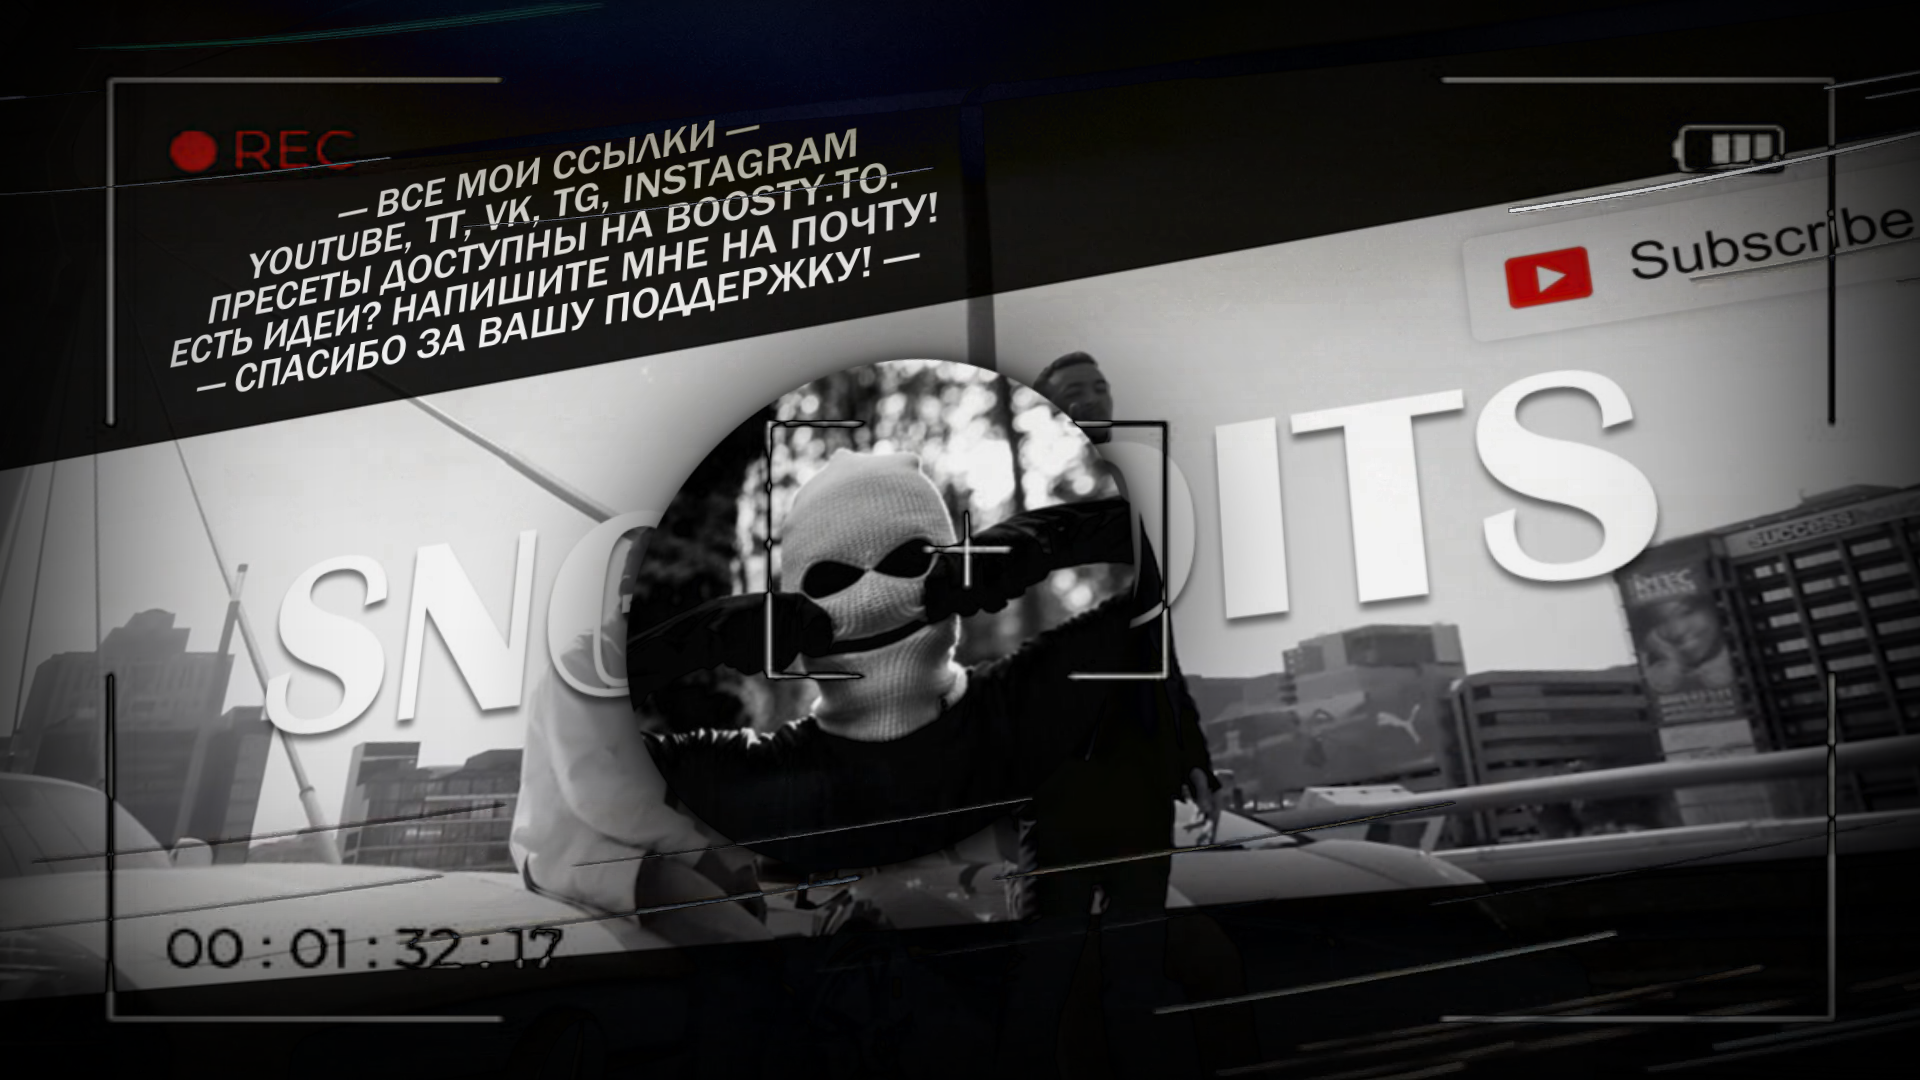 REC
— ВСЕ МОИ ССЫЛКИ —
YOUTUBE, TT, VK, TG, INSTAGRAM
ПРЕСЕТЫ ДОСТУПНЫ НА BOOSTY.TO.
ЕСТЬ ИДЕИ? НАПИШИТЕ МНЕ НА ПОЧТУ!
— СПАСИБО ЗА ВАШУ ПОДДЕРЖКУ! —
Subscribe
ITS
success
00 : 01 : 32 : 17